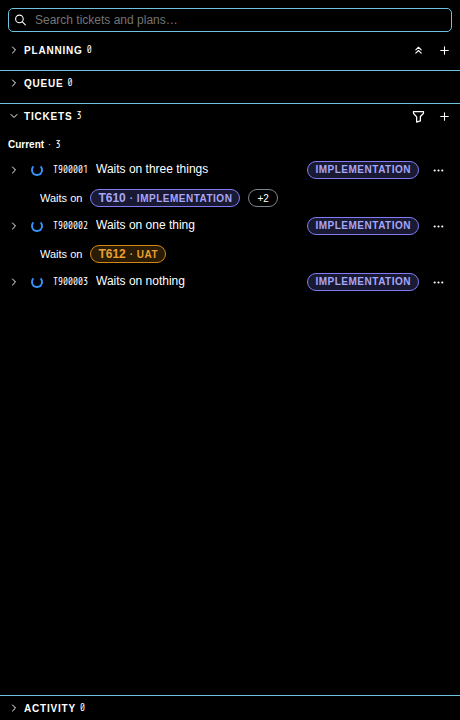 Search tickets and plans…
PLANNING 0
QUEUE 0
TICKETS 3
Current · 3
T900001 Waits on three things IMPLEMENTATION
Waits on T610 · IMPLEMENTATION +2
T900002 Waits on one thing IMPLEMENTATION
Waits on T612 · UAT
T900003 Waits on nothing IMPLEMENTATION
ACTIVITY 0